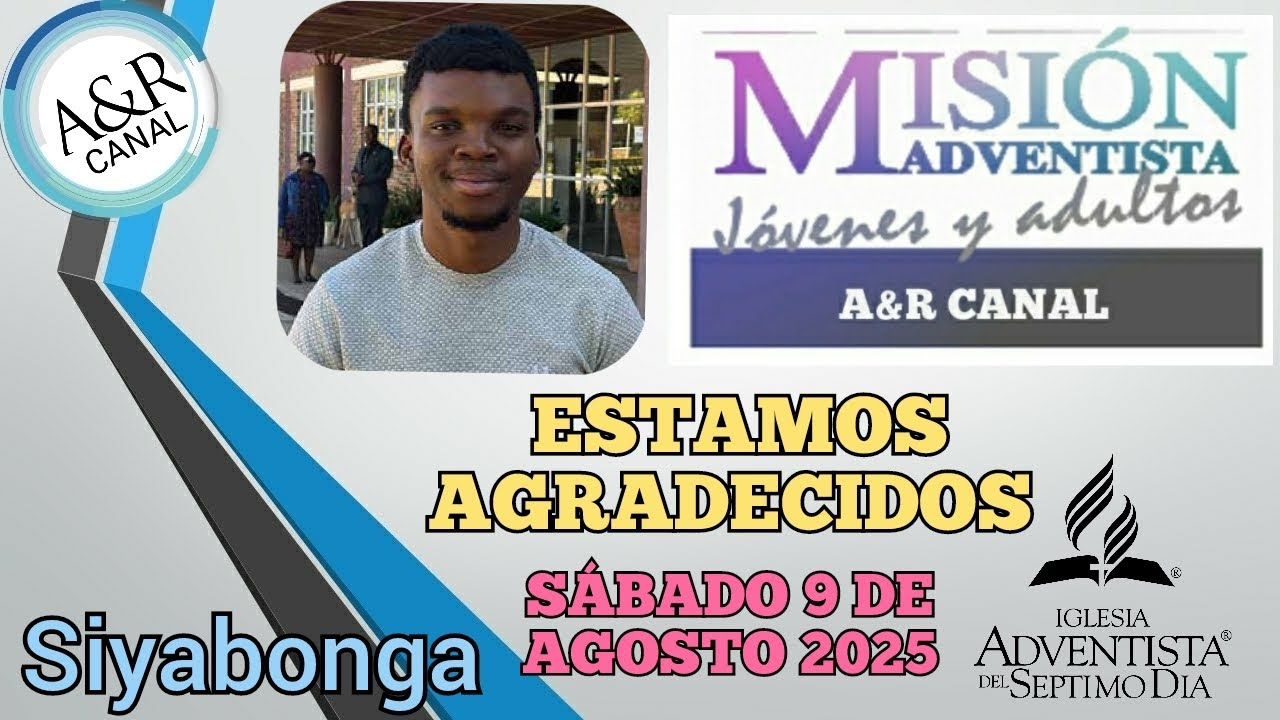 A&R
CANAL
MISIÓN
ADVENTISTA
Jóvenes y adultos
A&R CANAL
ESTAMOS
AGRADECIDOS
SÁBADO 9 DE
AGOSTO 2025
Siyabonga
®
IGLESIA
ADVENTISTA®
DEL SEPTIMO DIA